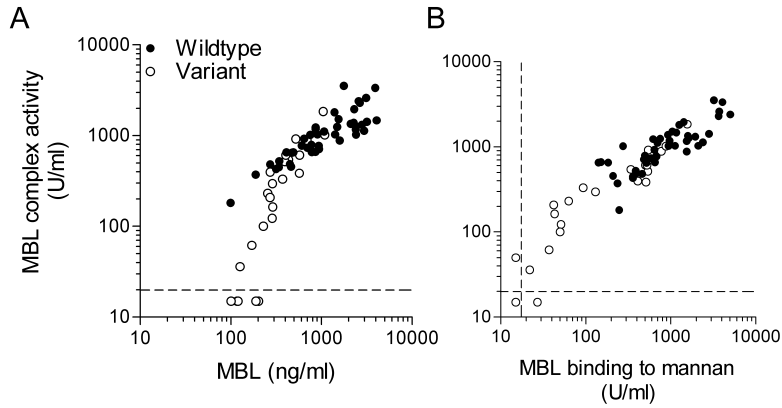 A
B
Wildtype
Variant
MBL complex activity
(U/ml)
10000
1000
100
10
10
100
1000
10000
MBL (ng/ml)
10000
1000
100
10
10
100
1000
10000
MBL binding to mannan
(U/ml)